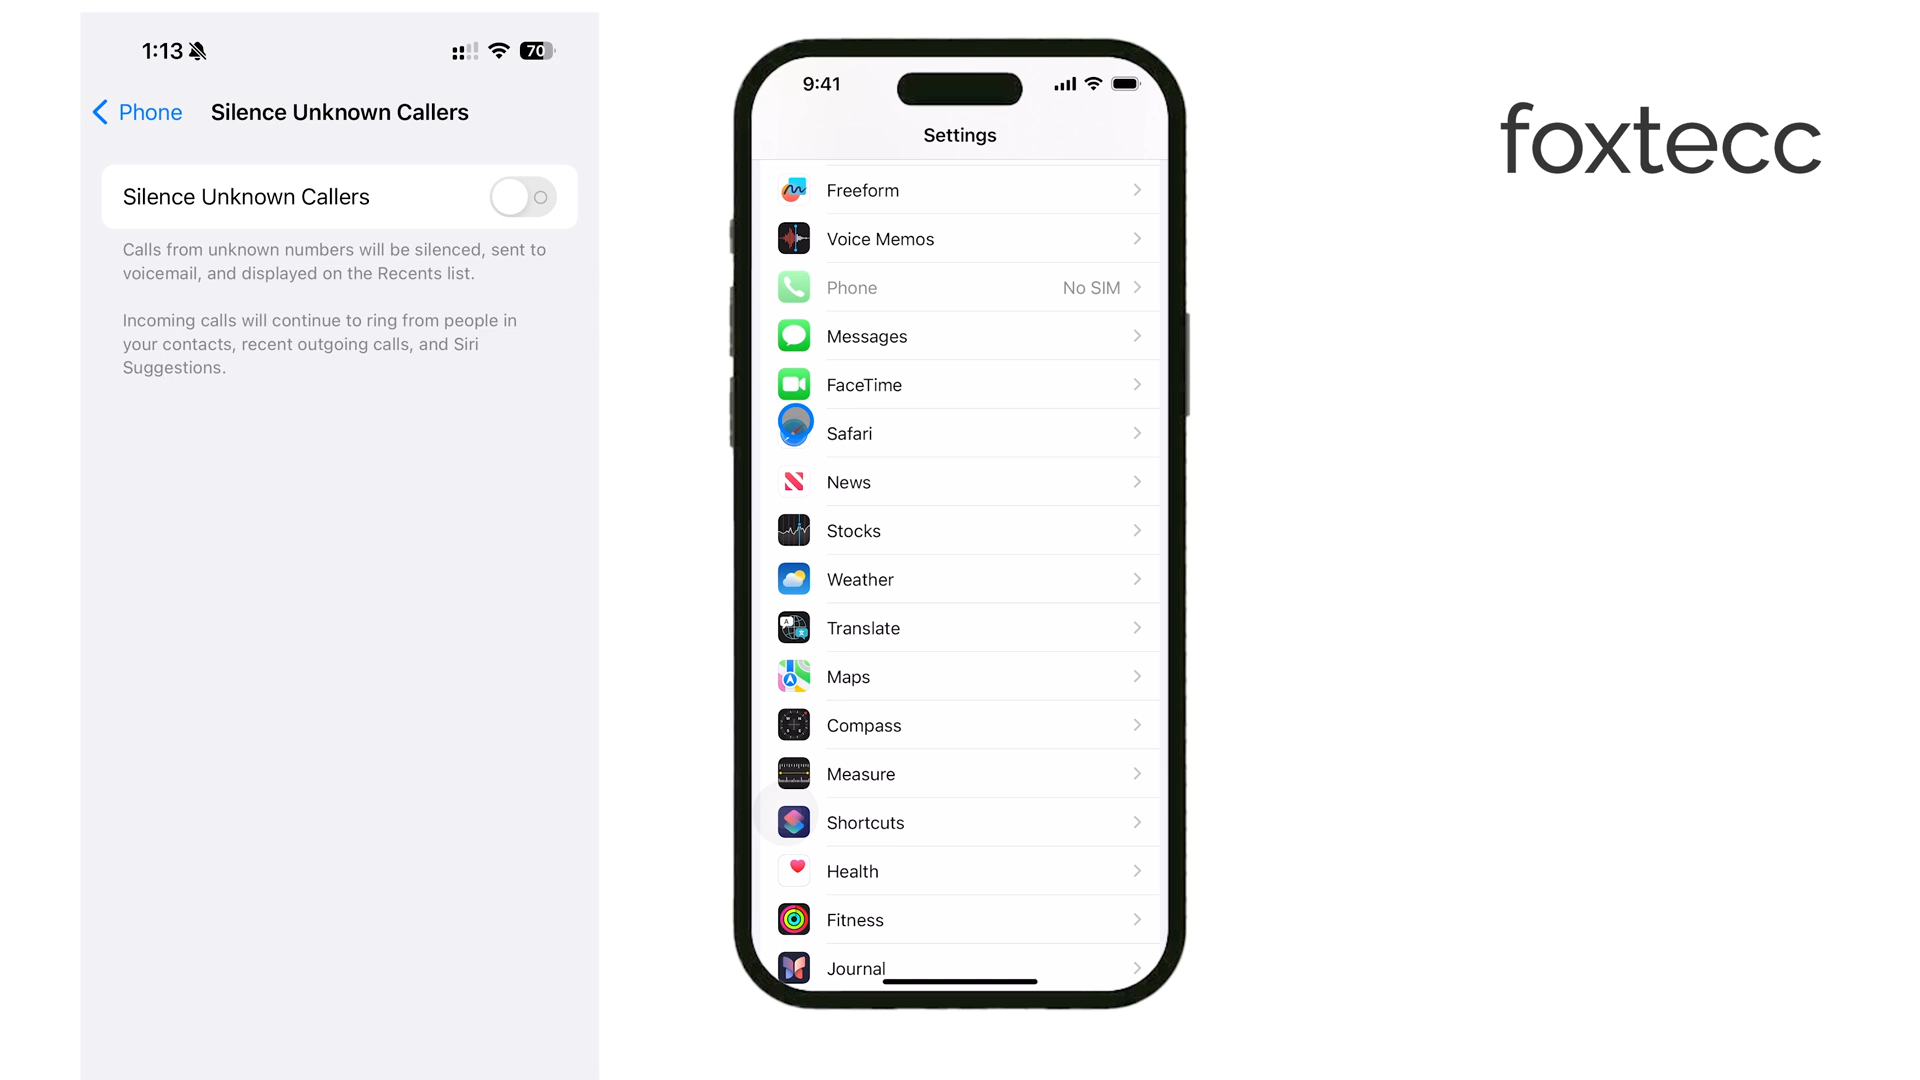 1:13
70
Phone
Silence Unknown Callers
Silence Unknown Callers
Calls from unknown numbers will be silenced, sent to
voicemail, and displayed on the Recents list.
Incoming calls will continue to ring from people in
your contacts, recent outgoing calls, and Siri
Suggestions.
9:41
Settings
Freeform
Voice Memos
Phone No SIM
Messages
FaceTime
Safari
News
Stocks
Weather
Translate
Maps
Compass
Measure
Shortcuts
Health
Fitness
Journal
foxtecc